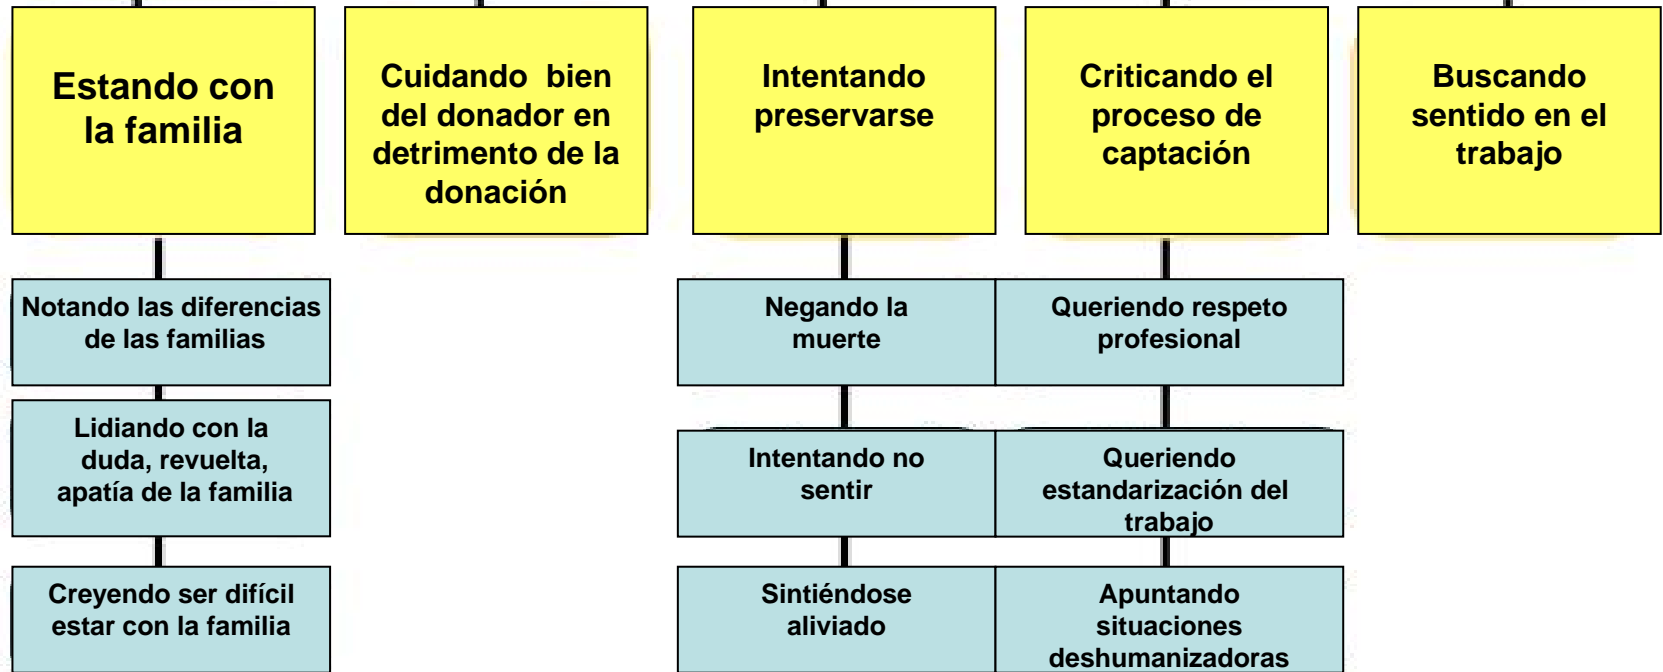 Estando con
la familia
Cuidando bien
del donador en
detrimento de la
donación
Intentando
preservarse
Criticando el
proceso de
captación
Buscando
sentido en el
trabajo
Notando las diferencias
de las familias
Lidiando con la
duda, revuelta,
apatía de la familia
Creyendo ser difícil
estar con la familia
Negando la
muerte
Intentando no
sentir
Sintiéndose
aliviado
Queriendo respeto
profesional
Queriendo
estandarización del
trabajo
Apuntando
situaciones
deshumanizadoras